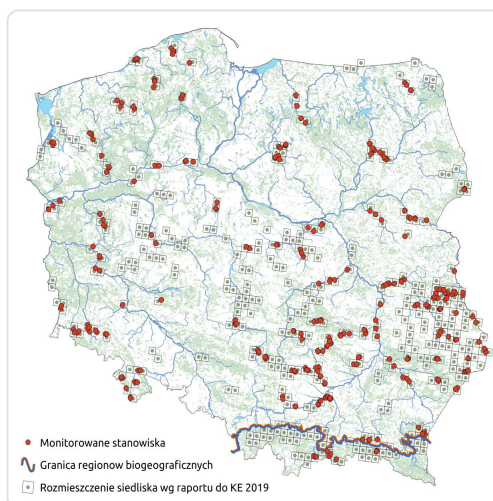 Monitorowane stanowiska
Granica regionow biogeograficznych
Rozmieszczenie siedliska wg raportu do KE 2019